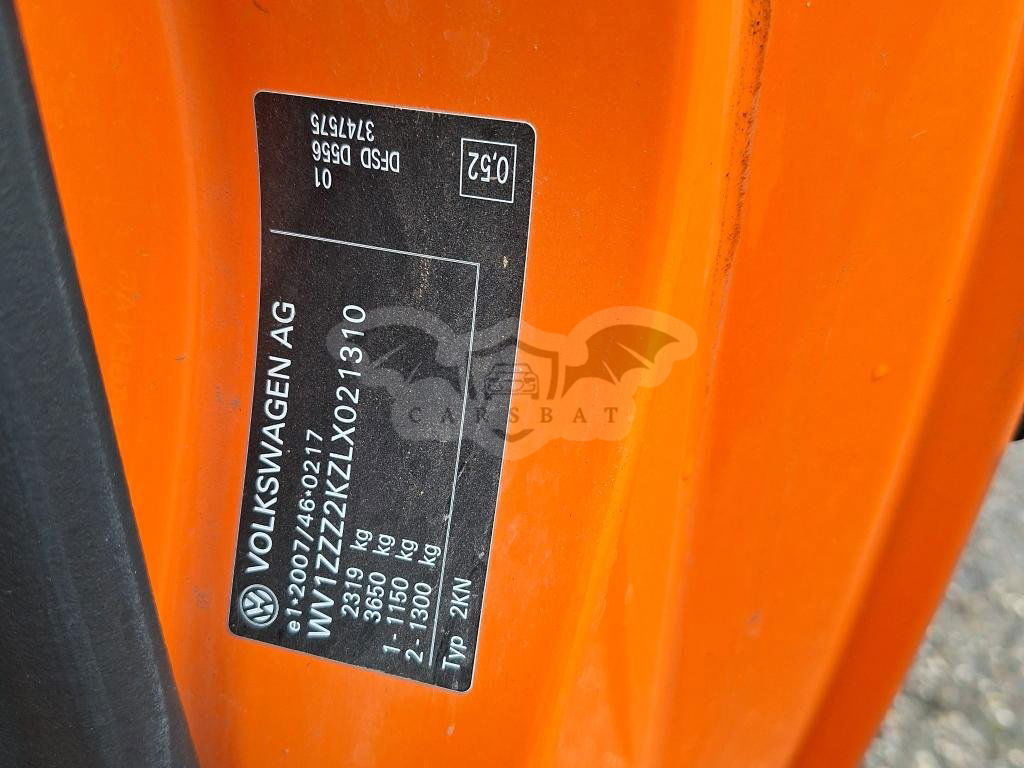 VOLKSWAGEN AG
e1*2007/46*0217
WV1ZZZ2KZLX021310
2319 kg
3650 kg
1 - 1150 kg
2 - 1300 kg
Typ 2KN
01
DFSD D556
3747575
0,52
CARSBAT